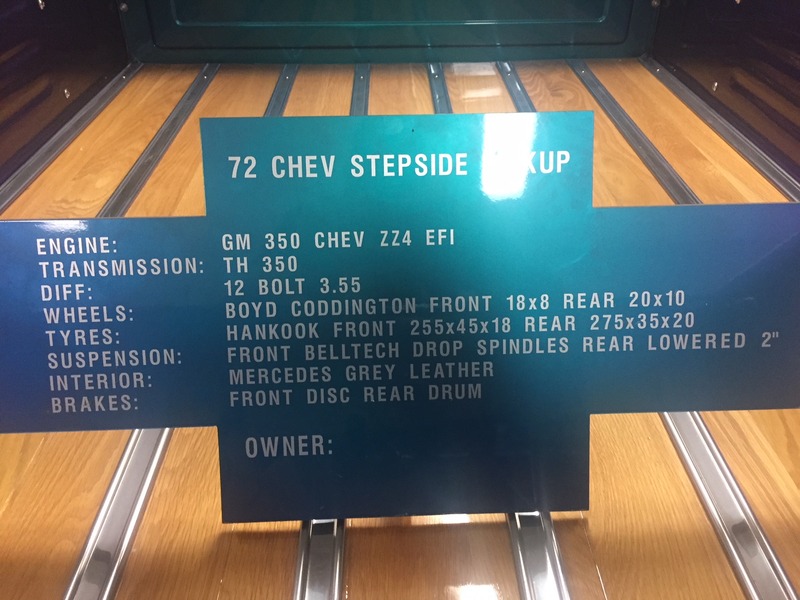 72 CHEV STEPSIDE
ENGINE: GM 350 CHEV ZZ4 EFI
TRANSMISSION: TH 350
DIFF: 12 BOLT 3.55
WHEELS: BOYD CODDINGTON FRONT 18x8 REAR 20x10
TYRES: HANKOOK FRONT 255x45x18 REAR 275x35x20
SUSPENSION: FRONT BELLTECH DROP SPINDLES REAR LOWERED 2"
INTERIOR: MERCEDES GREY LEATHER
BRAKES: FRONT DISC REAR DRUM
OWNER: